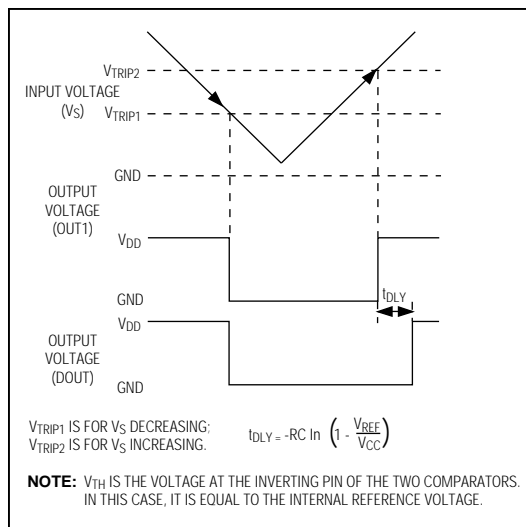 VTRIP2
INPUT VOLTAGE
(VS)
VTRIP1
GND
OUTPUT
VOLTAGE
(OUT1)
VDD
tDLY
GND
VDD
OUTPUT
VOLTAGE
(DOUT)
GND
VTRIP1 IS FOR VS DECREASING;
VTRIP2 IS FOR VS INCREASING.
tDLY = -RC ln (1 - VREF/VCC)
NOTE: VTH IS THE VOLTAGE AT THE INVERTING PIN OF THE TWO COMPARATORS.
IN THIS CASE, IT IS EQUAL TO THE INTERNAL REFERENCE VOLTAGE.